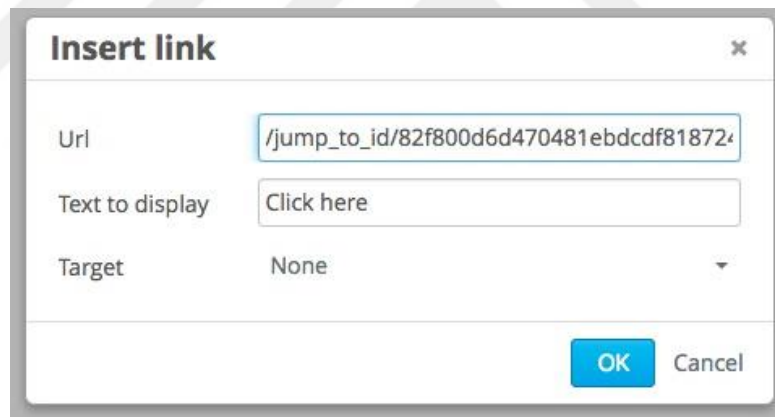 Insert link ×
Url /jump_to_id/82f800d6d470481ebdcdf81872
Text to display Click here
Target None
OK Cancel